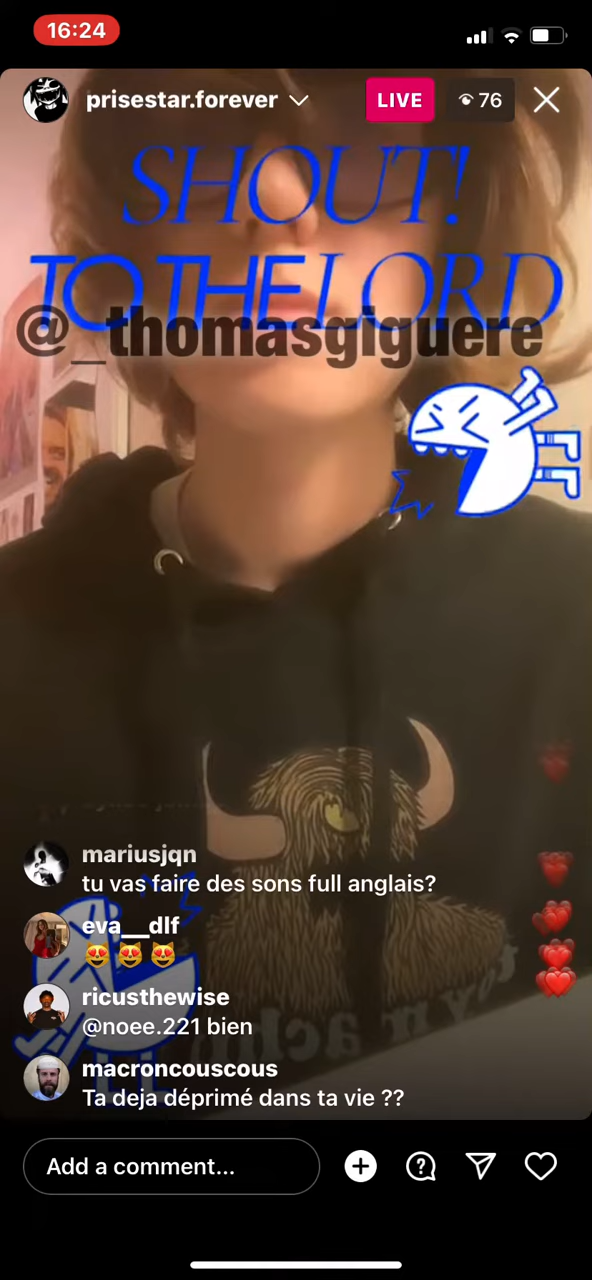 16:24
prisestar.forever
LIVE
76
SHOUT!
TO THE LORD
@_thomasgiguere
mariusjqn
tu vas faire des sons full anglais?
eva__dlf
ricusthewise
@noee.221 bien
macroncouscous
Ta deja déprimé dans ta vie ??
Add a comment...